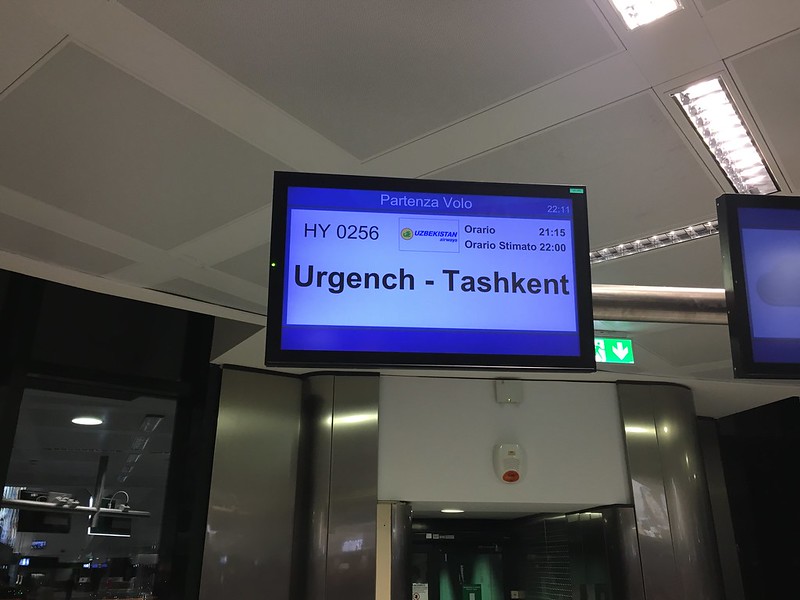 Partenza Volo
22:11
HY 0256
UZBEKISTAN
airways
Orario 21:15
Orario Stimato 22:00
Urgench - Tashkent